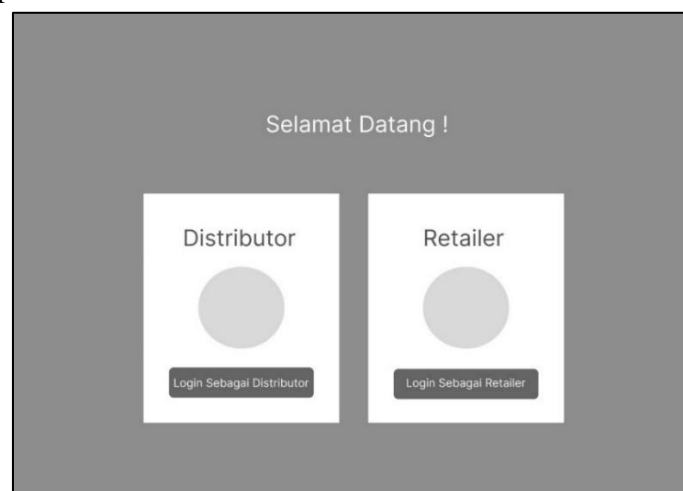 Selamat Datang !
Distributor
Retailer
Login Sebagai Distributor
Login Sebagai Retailer